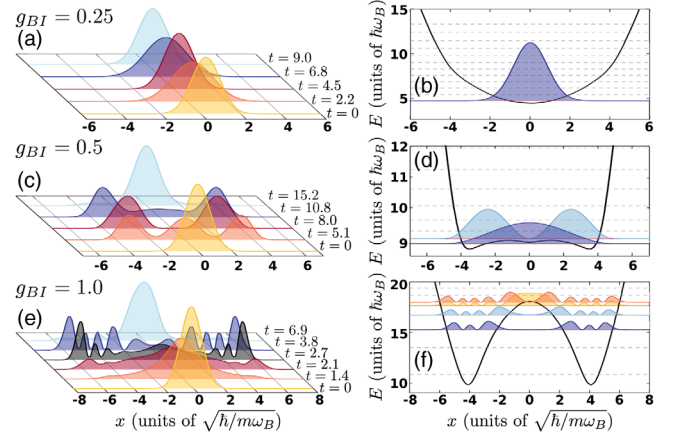 g_BI = 0.25
(a)
t = 9.0
t = 6.8
t = 4.5
t = 2.2
t = 0
-6 -4 -2 0 2 4 6
E (units of ħω_B)
15
10
5
(b)
-6 -4 -2 0 2 4 6
g_BI = 0.5
(c)
t = 15.2
t = 10.8
t = 8.0
t = 5.1
t = 0
-6 -4 -2 0 2 4 6
E (units of ħω_B)
12
10
9
(d)
-6 -4 -2 0 2 4 6
g_BI = 1.0
(e)
t = 6.9
t = 3.8
t = 2.7
t = 2.1
t = 1.4
t = 0
-8 -6 -4 -2 0 2 4 6 8
x (units of √ħ/mω_B)
E (units of ħω_B)
20
15
10
(f)
-8 -6 -4 -2 0 2 4 6 8
x (units of √ħ/mω_B)